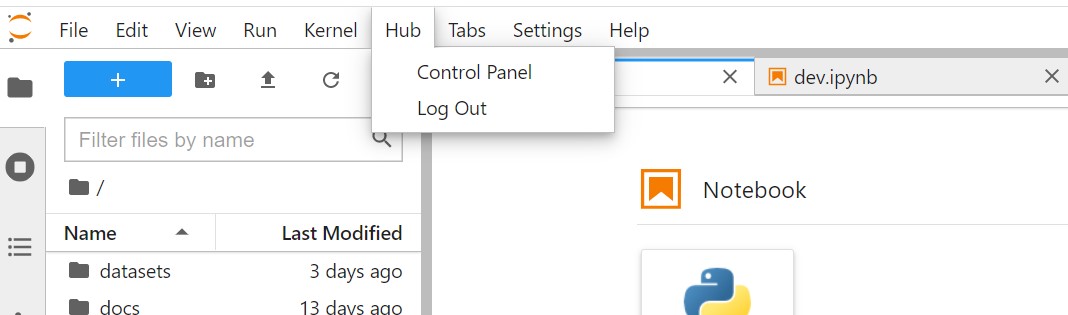 File Edit View Run Kernel Hub Tabs Settings Help
Control Panel
Log Out
dev.ipynb
Filter files by name
/
Notebook
Name Last Modified
datasets 3 days ago
docs 13 days ago